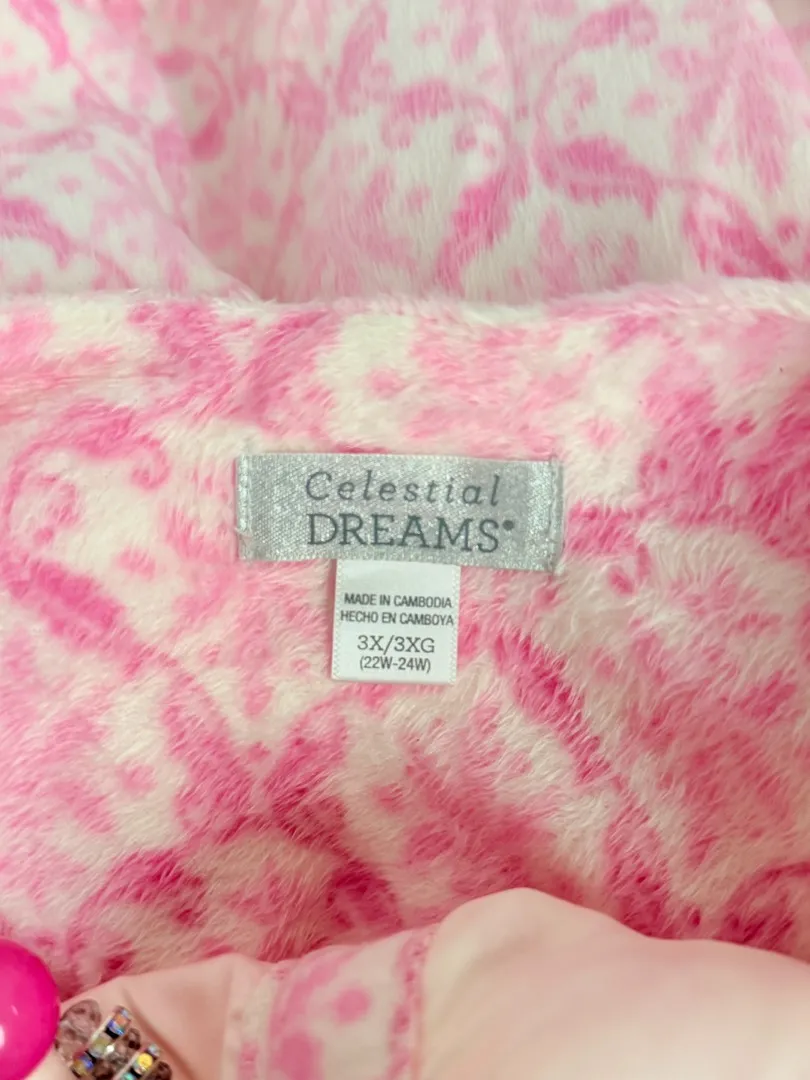 Celestial
DREAMS®
MADE IN CAMBODIA
HECHO EN CAMBOYA
3X/3XG
(22W-24W)